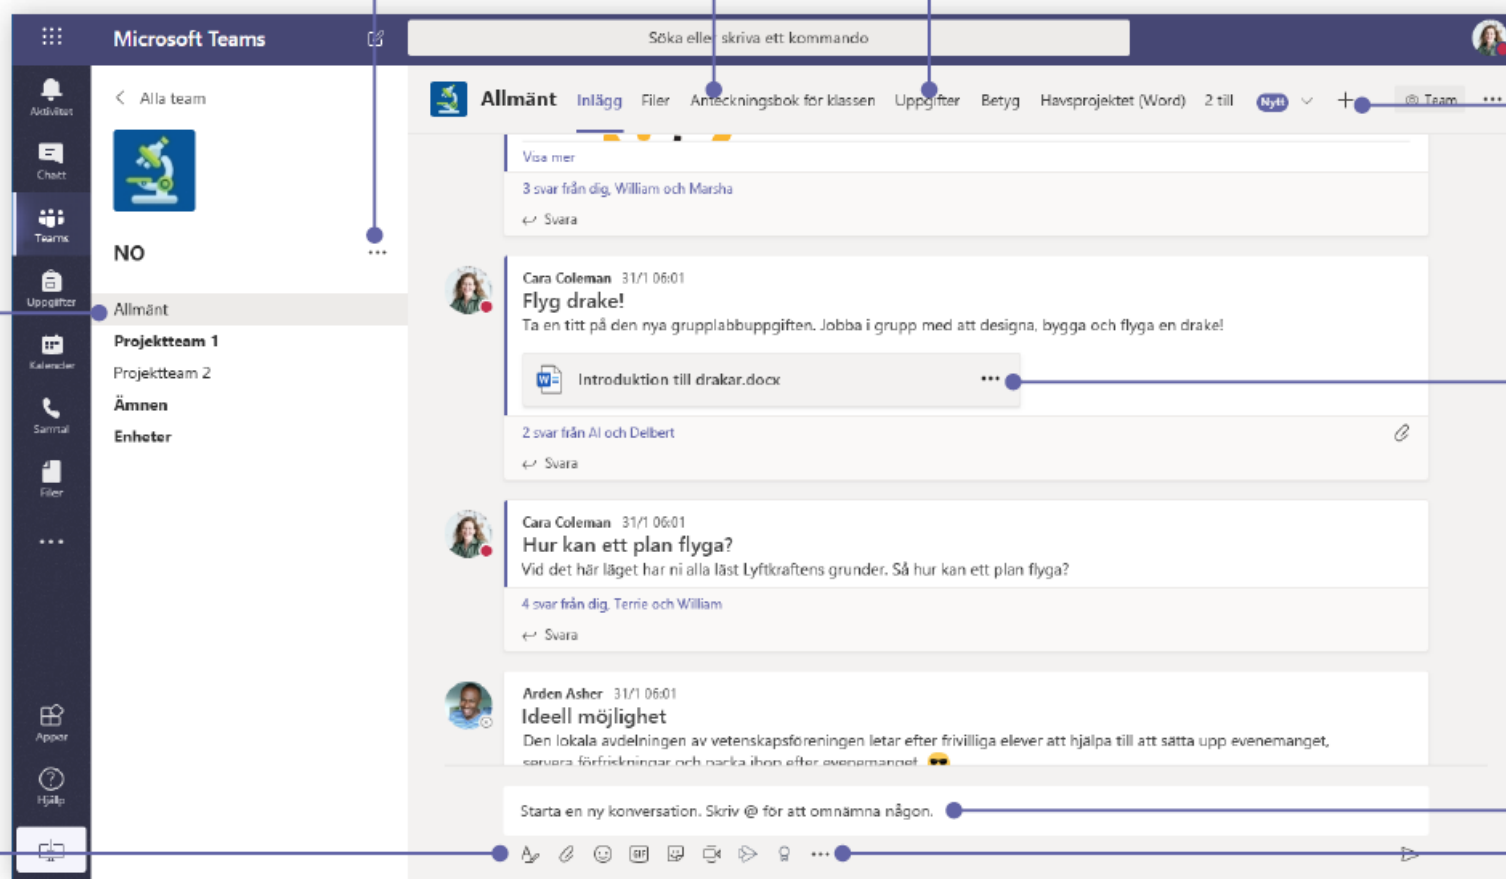 Microsoft Teams
Söka eller skriva ett kommando
Aktivitet
Chatt
Teams
Uppgifter
Kalender
Samtal
Filer
Appar
Hjälp
Alla team
NO
Allmänt
Projektteam 1
Projektteam 2
Ämnen
Enheter
Allmänt Inlägg Filer Anteckningsbok för klassen Uppgifter Betyg Havsprojektet (Word) 2 till Nytt Team
Visa mer
3 svar från dig, William och Marsha
Svara
Cara Coleman 31/1 06:01
Flyg drake!
Ta en titt på den nya grupplabbuppgiften. Jobba i grupp med att designa, bygga och flyga en drake!
Introduktion till drakar.docx
2 svar från Al och Delbert
Svara
Cara Coleman 31/1 06:01
Hur kan ett plan flyga?
Vid det här läget har ni alla läst Lyftkraftens grunder. Så hur kan ett plan flyga?
4 svar från dig, Terrie och William
Svara
Arden Asher 31/1 06:01
Ideell möjlighet
Den lokala avdelningen av vetenskapsföreningen letar efter frivilliga elever att hjälpa till att sätta upp evenemanget,
servera förfriskningar och packa ihop efter evenemanget.
Starta en ny konversation. Skriv @ för att omnämna någon.
GIF